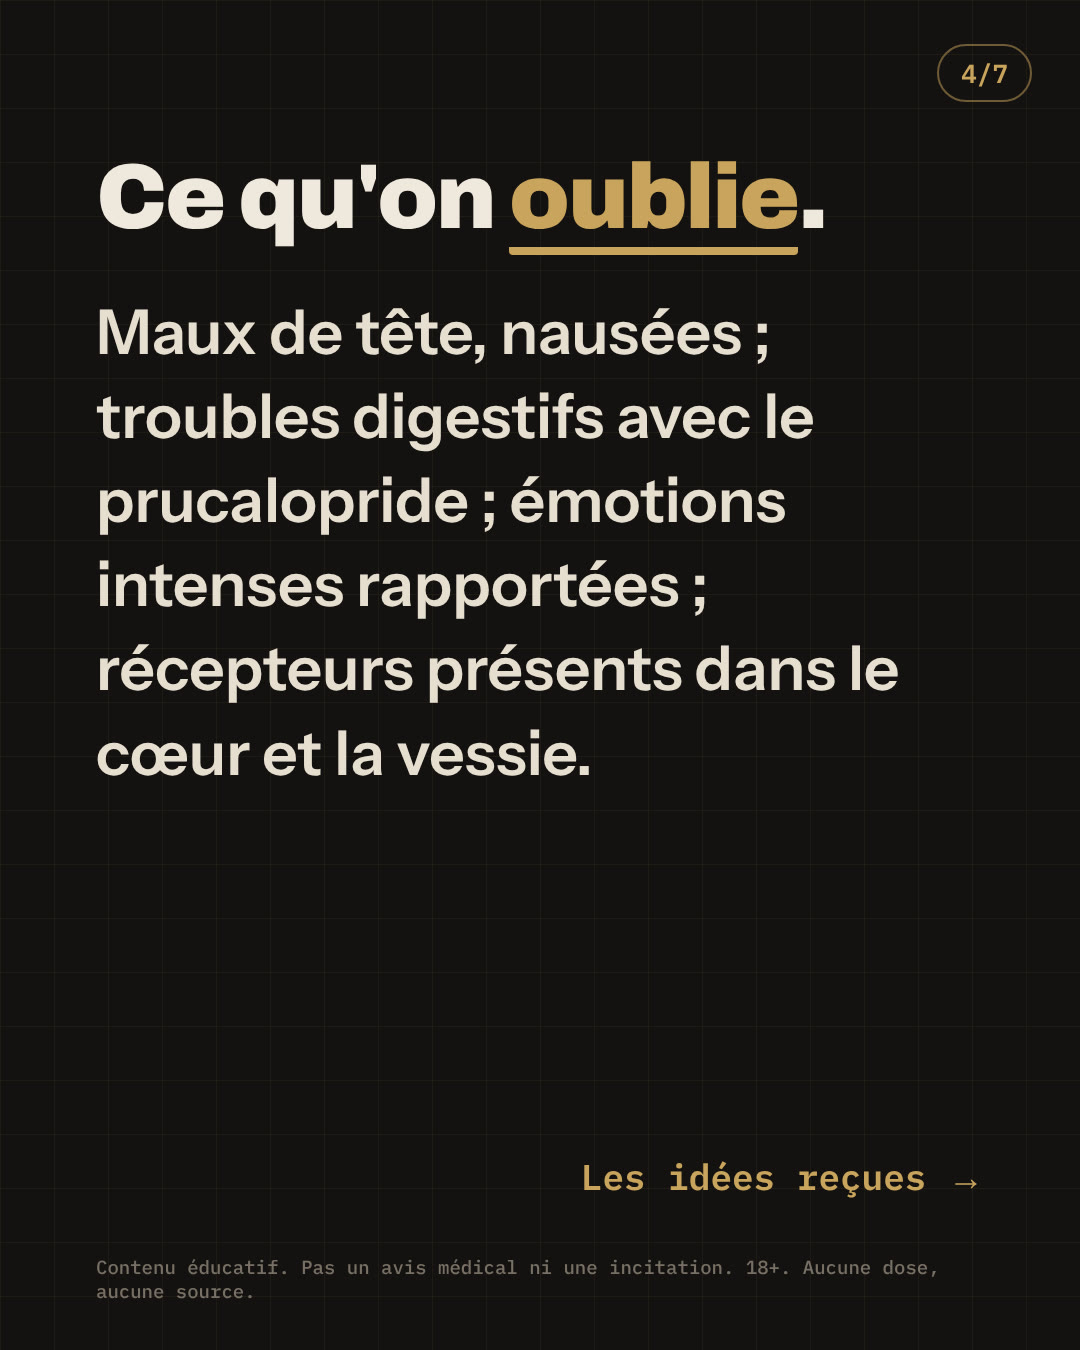 4/7
Ce qu'on oublie.
Maux de tête, nausées ;
troubles digestifs avec le
prucalopride ; émotions
intenses rapportées ;
récepteurs présents dans le
cœur et la vessie.
Les idées reçues →
Contenu éducatif. Pas un avis médical ni une incitation. 18+. Aucune dose,
aucune source.